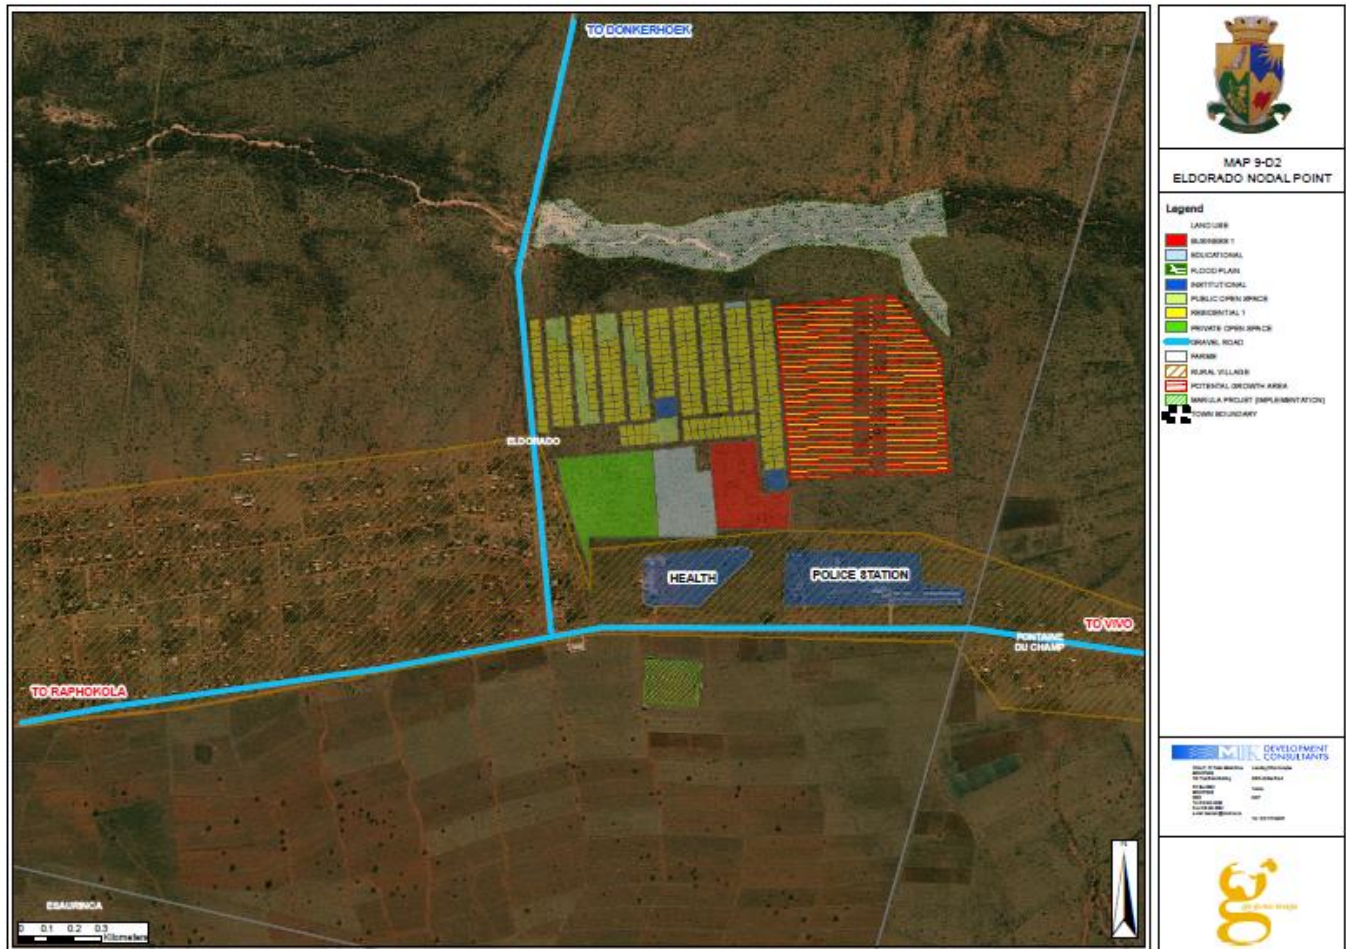 TO DONKERHOEK
ELDORADO
HEALTH
POLICE STATION
TO VIVO
FONTAINE
DU CHAMP
TO RAPHOKOLA
ESAURINCA
0 0.1 0.2 0.3
Kilometers
N
MAP 9-D2
ELDORADO NODAL POINT
Legend
LAND USE
BUSINESS 1
EDUCATIONAL
FLOOD PLAIN
INSTITUTIONAL
PUBLIC OPEN SPACE
RESIDENTIAL 1
PRIVATE OPEN SPACE
GRAVEL ROAD
FARMS
RURAL VILLAGE
POTENTAL GROWTH AREA
MARULA PROJET (IMPLEMENTATION)
TOWN BOUNDARY
DEVELOPMENT
CONSULTANTS